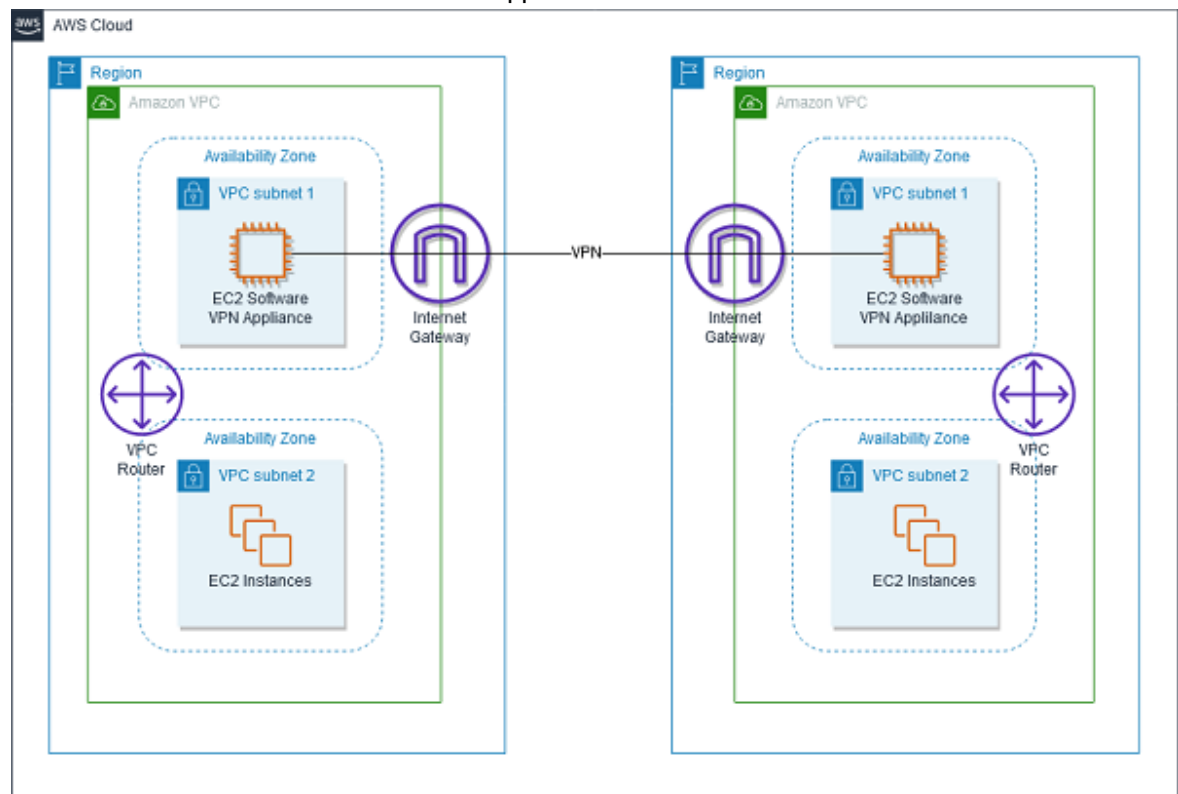 aws
AWS Cloud
Region
Amazon VPC
Availability Zone
VPC subnet 1
EC2 Software
VPN Appliance
Internet
Gateway
VPC
Router
Availability Zone
VPC subnet 2
EC2 Instances
VPN
Region
Amazon VPC
Availability Zone
VPC subnet 1
EC2 Software
VPN Applilance
Internet
Gateway
VPC
Router
Availability Zone
VPC subnet 2
EC2 Instances